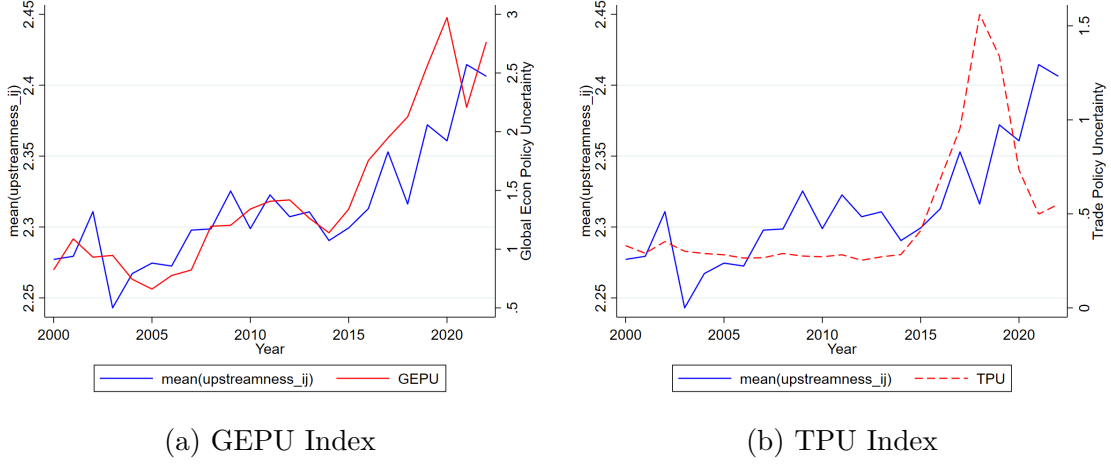 mean(upstreamness_ij)
2.45
2.4
2.35
2.3
2.25
3
2.5
2
1.5
1
.5
Global Econ Policy Uncertainty
2000 2005 2010 2015 2020
Year
mean(upstreamness_ij) GEPU
(a) GEPU Index
mean(upstreamness_ij)
2.45
2.4
2.35
2.3
2.25
1.5
1
.5
0
Trade Policy Uncertainty
2000 2005 2010 2015 2020
Year
mean(upstreamness_ij) TPU
(b) TPU Index